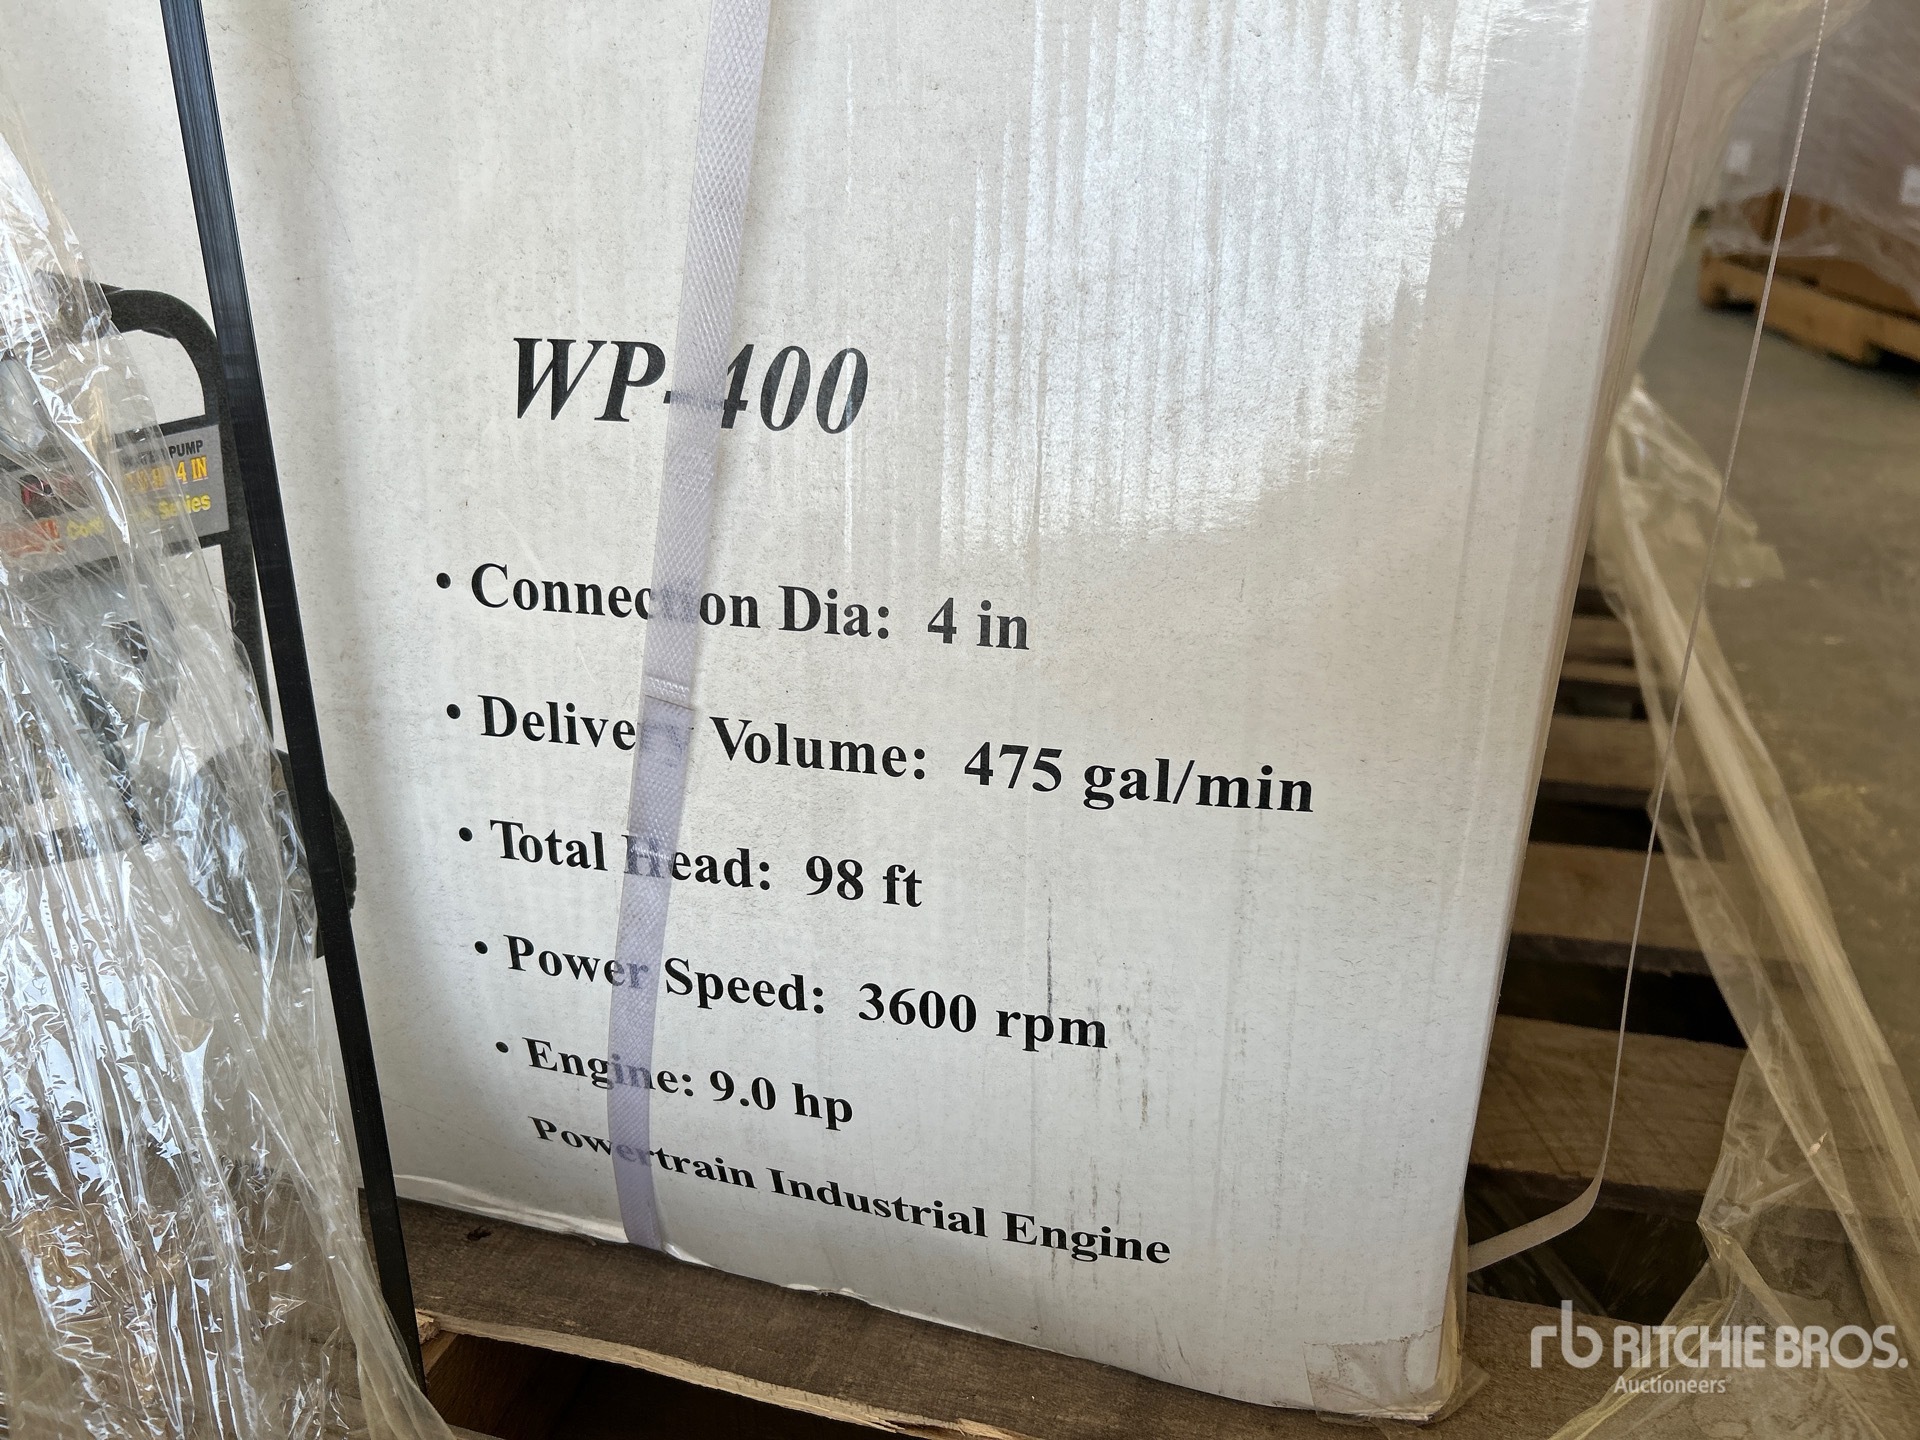 WP-400
• Connection Dia: 4 in
• Delivery Volume: 475 gal/min
• Total Head: 98 ft
• Power Speed: 3600 rpm
• Engine: 9.0 hp
Powertrain Industrial Engine
PUMP
4 IN
Series
rb RITCHIE BROS.
Auctioneers